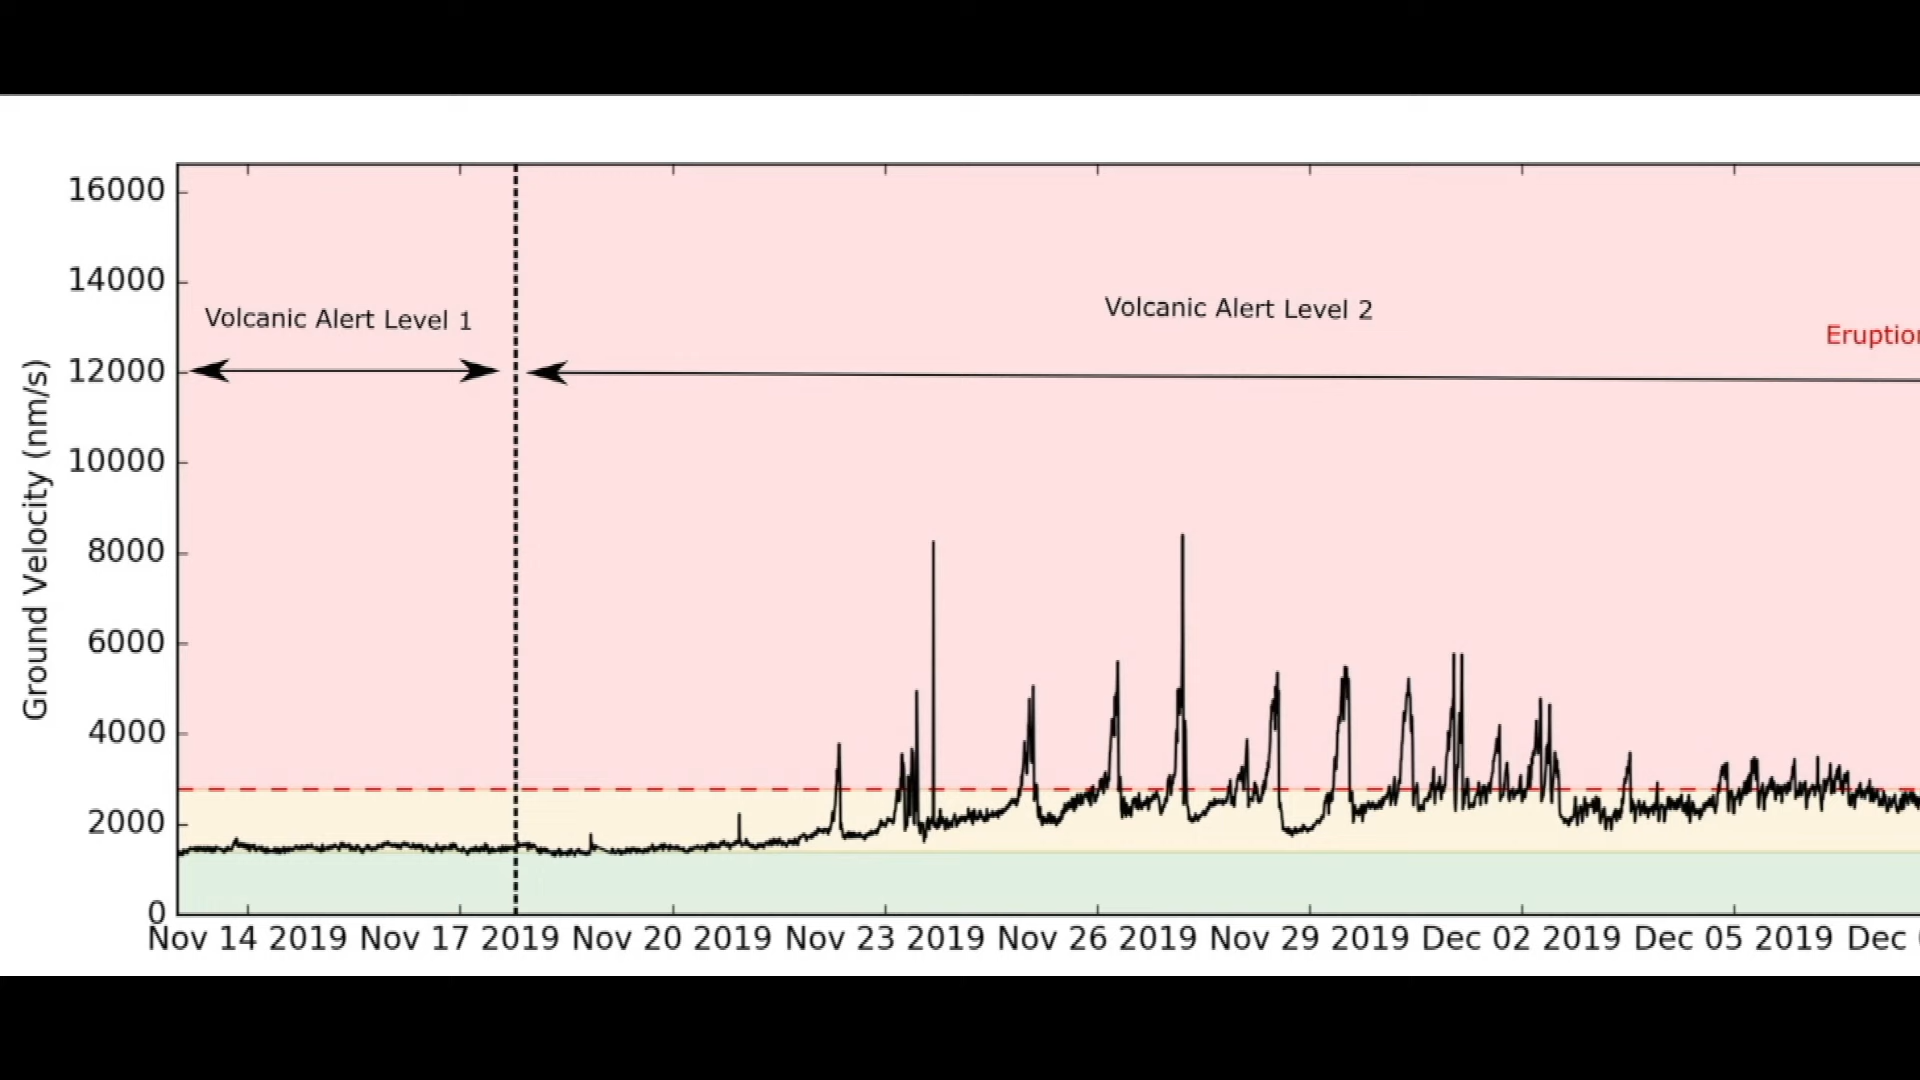 16000
14000
Volcanic Alert Level 1
Volcanic Alert Level 2
Eruption
12000
10000
8000
6000
4000
2000
0
Ground Velocity (nm/s)
Nov 14 2019 Nov 17 2019 Nov 20 2019 Nov 23 2019 Nov 26 2019 Nov 29 2019 Dec 02 2019 Dec 05 2019 Dec